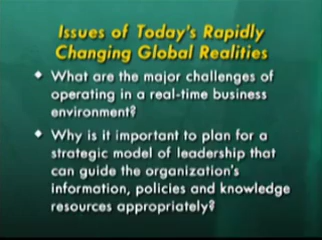 Issues of Today's Rapidly
Changing Global Realities
◆ What are the major challenges of
operating in a real-time business
environment?
◆ Why is it important to plan for a
strategic model of leadership that
can guide the organization's
information, policies and knowledge
resources appropriately?